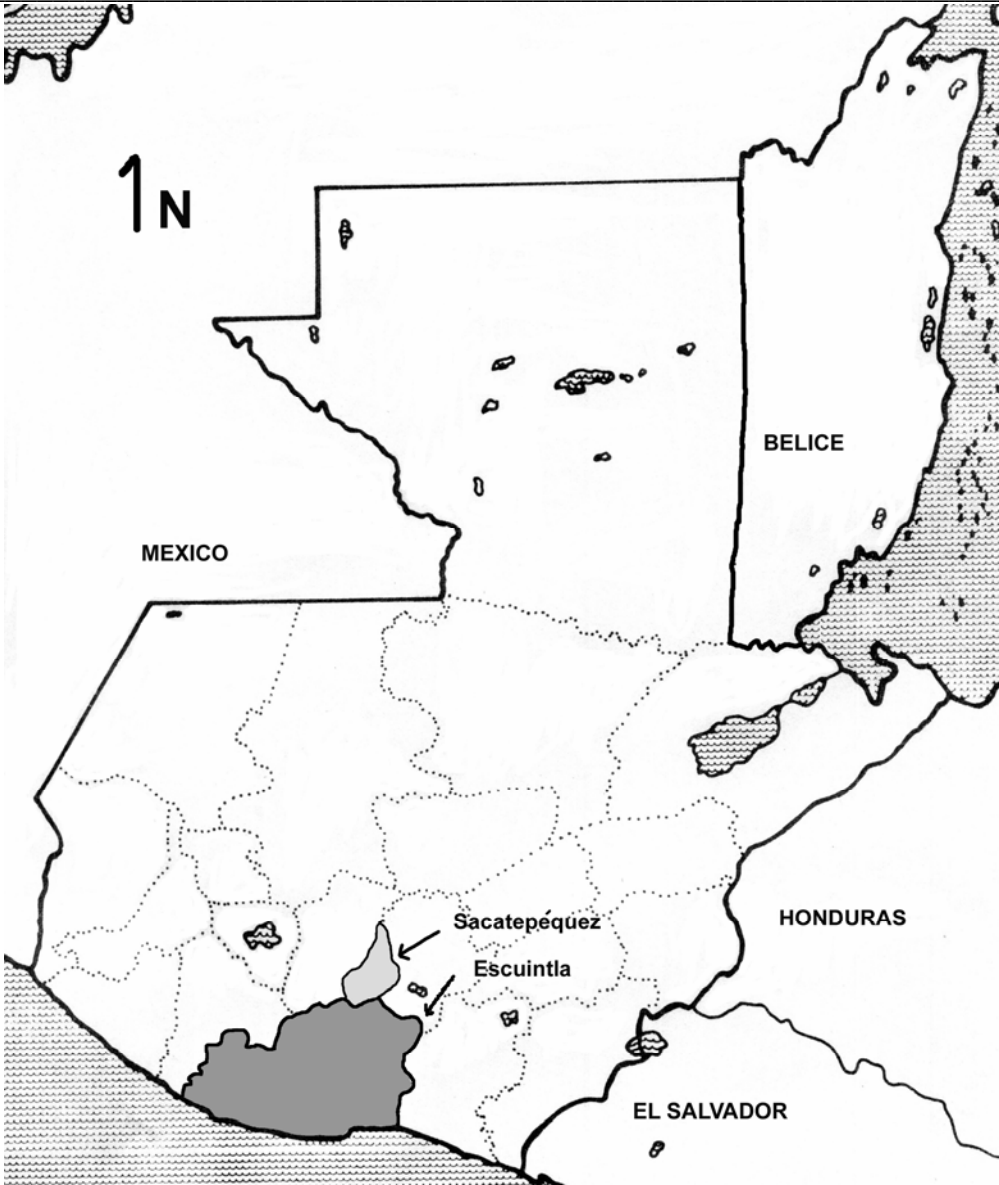 N
BELICE
MEXICO
Sacatepéquez
HONDURAS
Escuintla
EL SALVADOR